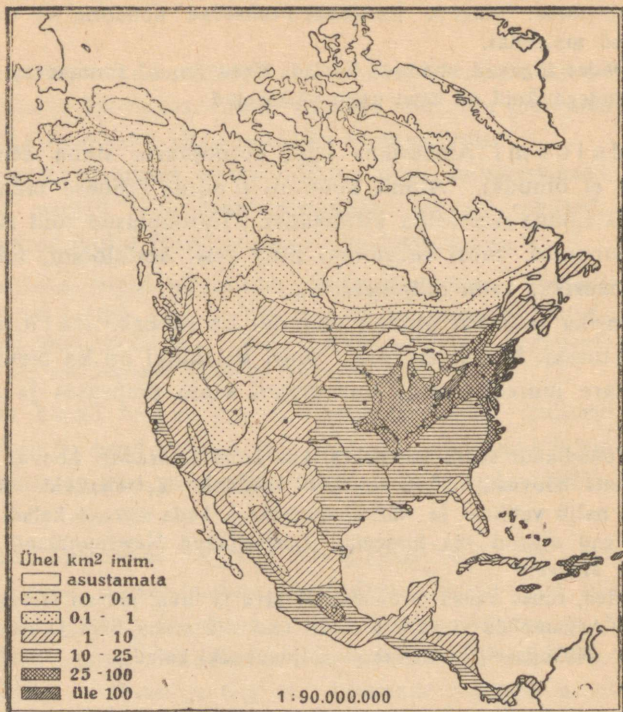 Ühel km² inim.
asustamata
0 - 0.1
0.1 - 1
1 - 10
10 - 25
25 - 100
üle 100
1 : 90.000.000